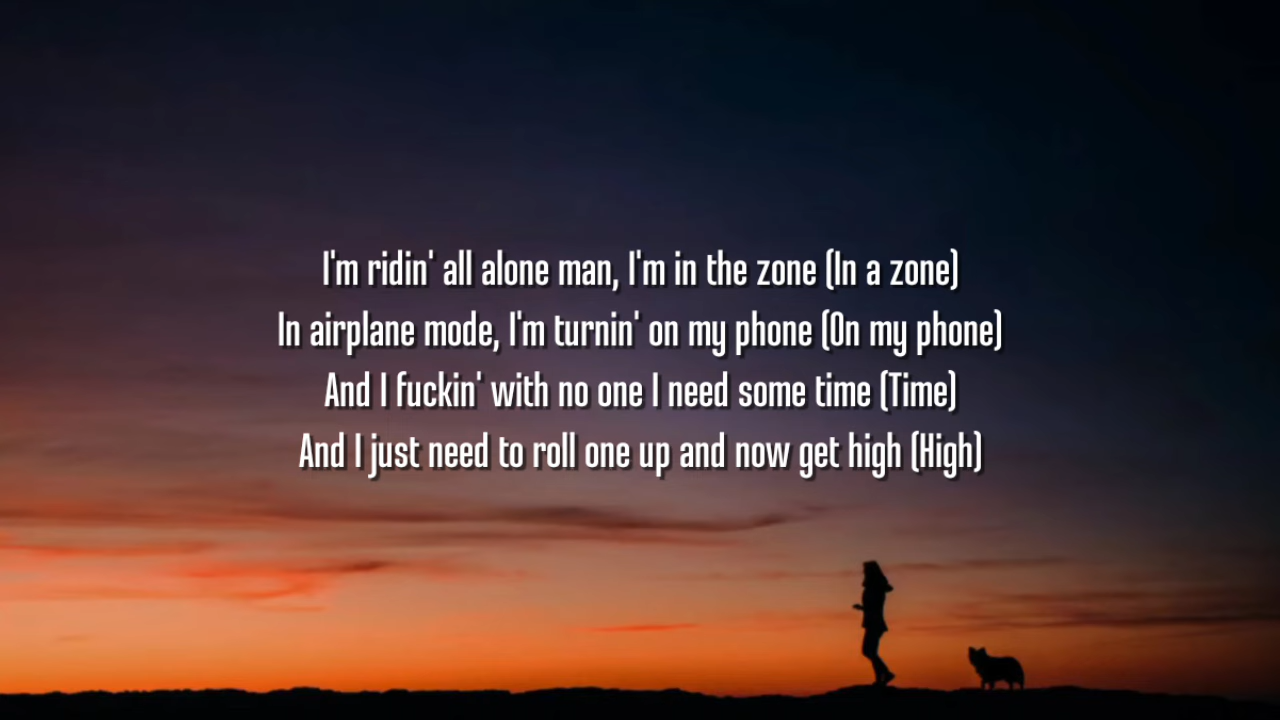 I'm ridin' all alone man, I'm in the zone (In a zone)
In airplane mode, I'm turnin' on my phone (On my phone)
And I fuckin' with no one I need some time (Time)
And I just need to roll one up and now get high (High)